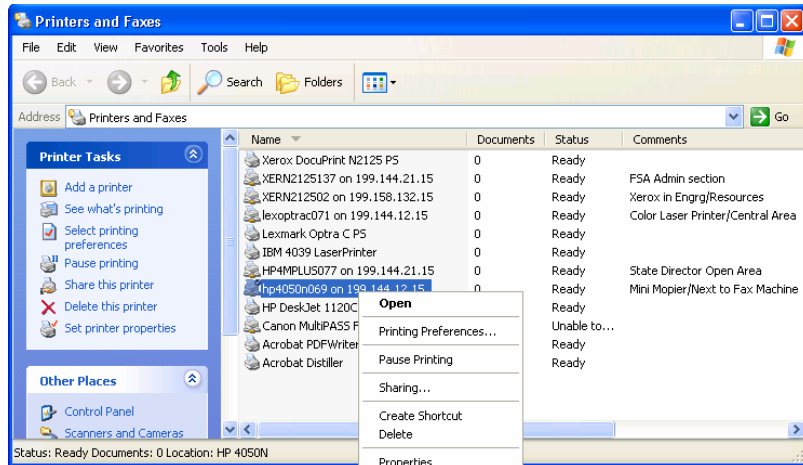 Printers and Faxes
File Edit View Favorites Tools Help
Back Search Folders
Address Printers and Faxes Go
Printer Tasks
Add a printer
See what's printing
Select printing
preferences
Pause printing
Share this printer
Delete this printer
Set printer properties
Other Places
Control Panel
Scanners and Cameras
Name Documents Status Comments
Xerox DocuPrint N2125 PS 0 Ready
XERN2125137 on 199.144.21.15 0 Ready FSA Admin section
XERN212502 on 199.158.132.15 0 Ready Xerox in Engrg/Resources
lexoptrac071 on 199.144.12.15 0 Ready Color Laser Printer/Central Area
Lexmark Optra C PS 0 Ready
IBM 4039 LaserPrinter 0 Ready
HP4MPLUS077 on 199.144.21.15 0 Ready State Director Open Area
hp4050n069 on 199.144.12.15 0 Ready Mini Mopier/Next to Fax Machine
HP DeskJet 1120C Ready
Canon MultiPASS F Unable to...
Acrobat PDFWriter Ready
Acrobat Distiller Ready
Open
Printing Preferences...
Pause Printing
Sharing...
Create Shortcut
Delete
Properties
Status: Ready Documents: 0 Location: HP 4050N